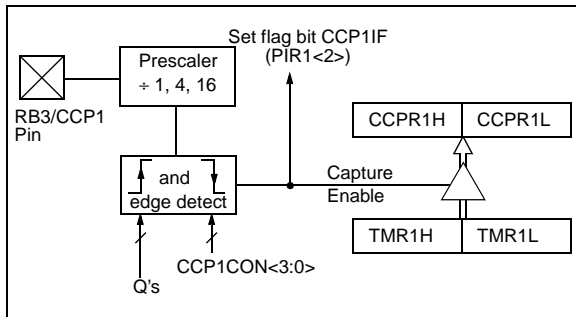 Set flag bit CCP1IF
(PIR1<2>)
Prescaler
÷ 1, 4, 16
RB3/CCP1
Pin
CCPR1H
CCPR1L
and
edge detect
Capture
Enable
TMR1H
TMR1L
CCP1CON<3:0>
Q's